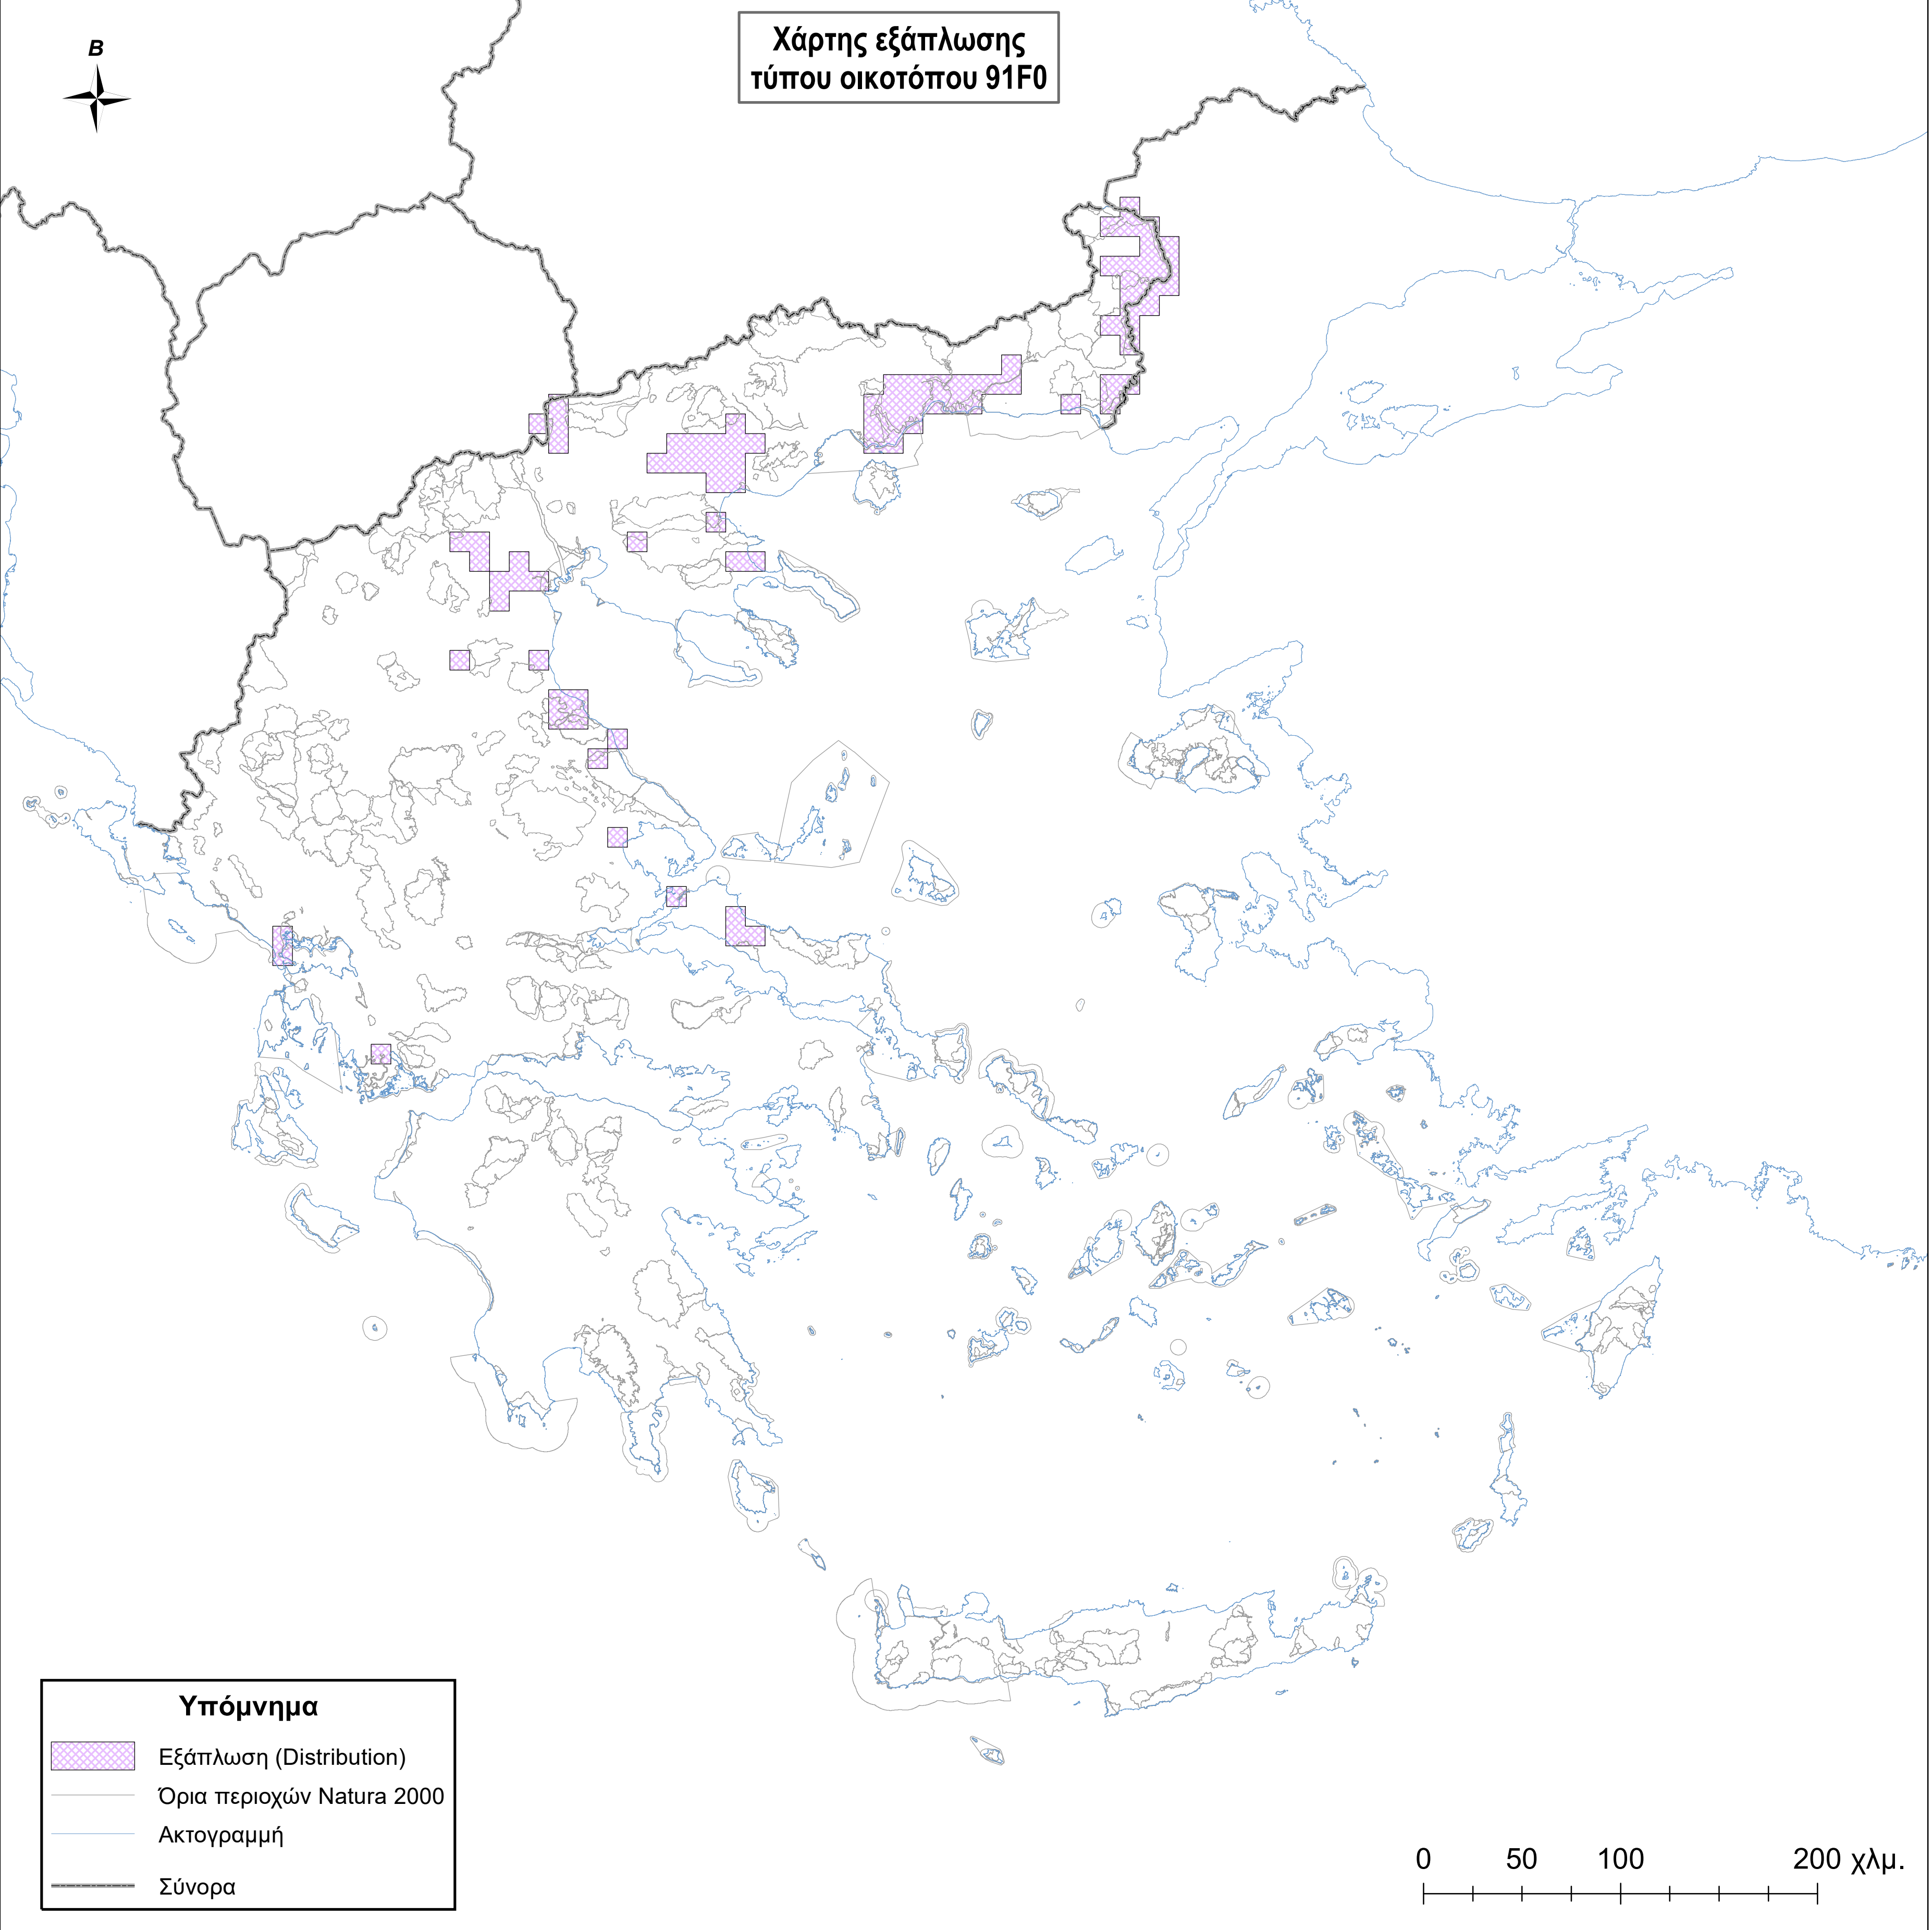 Χάρτης εξάπλωσης
τύπου οικοτόπου 91F0
Β
Υπόμνημα
Εξάπλωση (Distribution)
Όρια περιοχών Natura 2000
Ακτογραμμή
Σύνορα
0 50 100 200 χλμ.